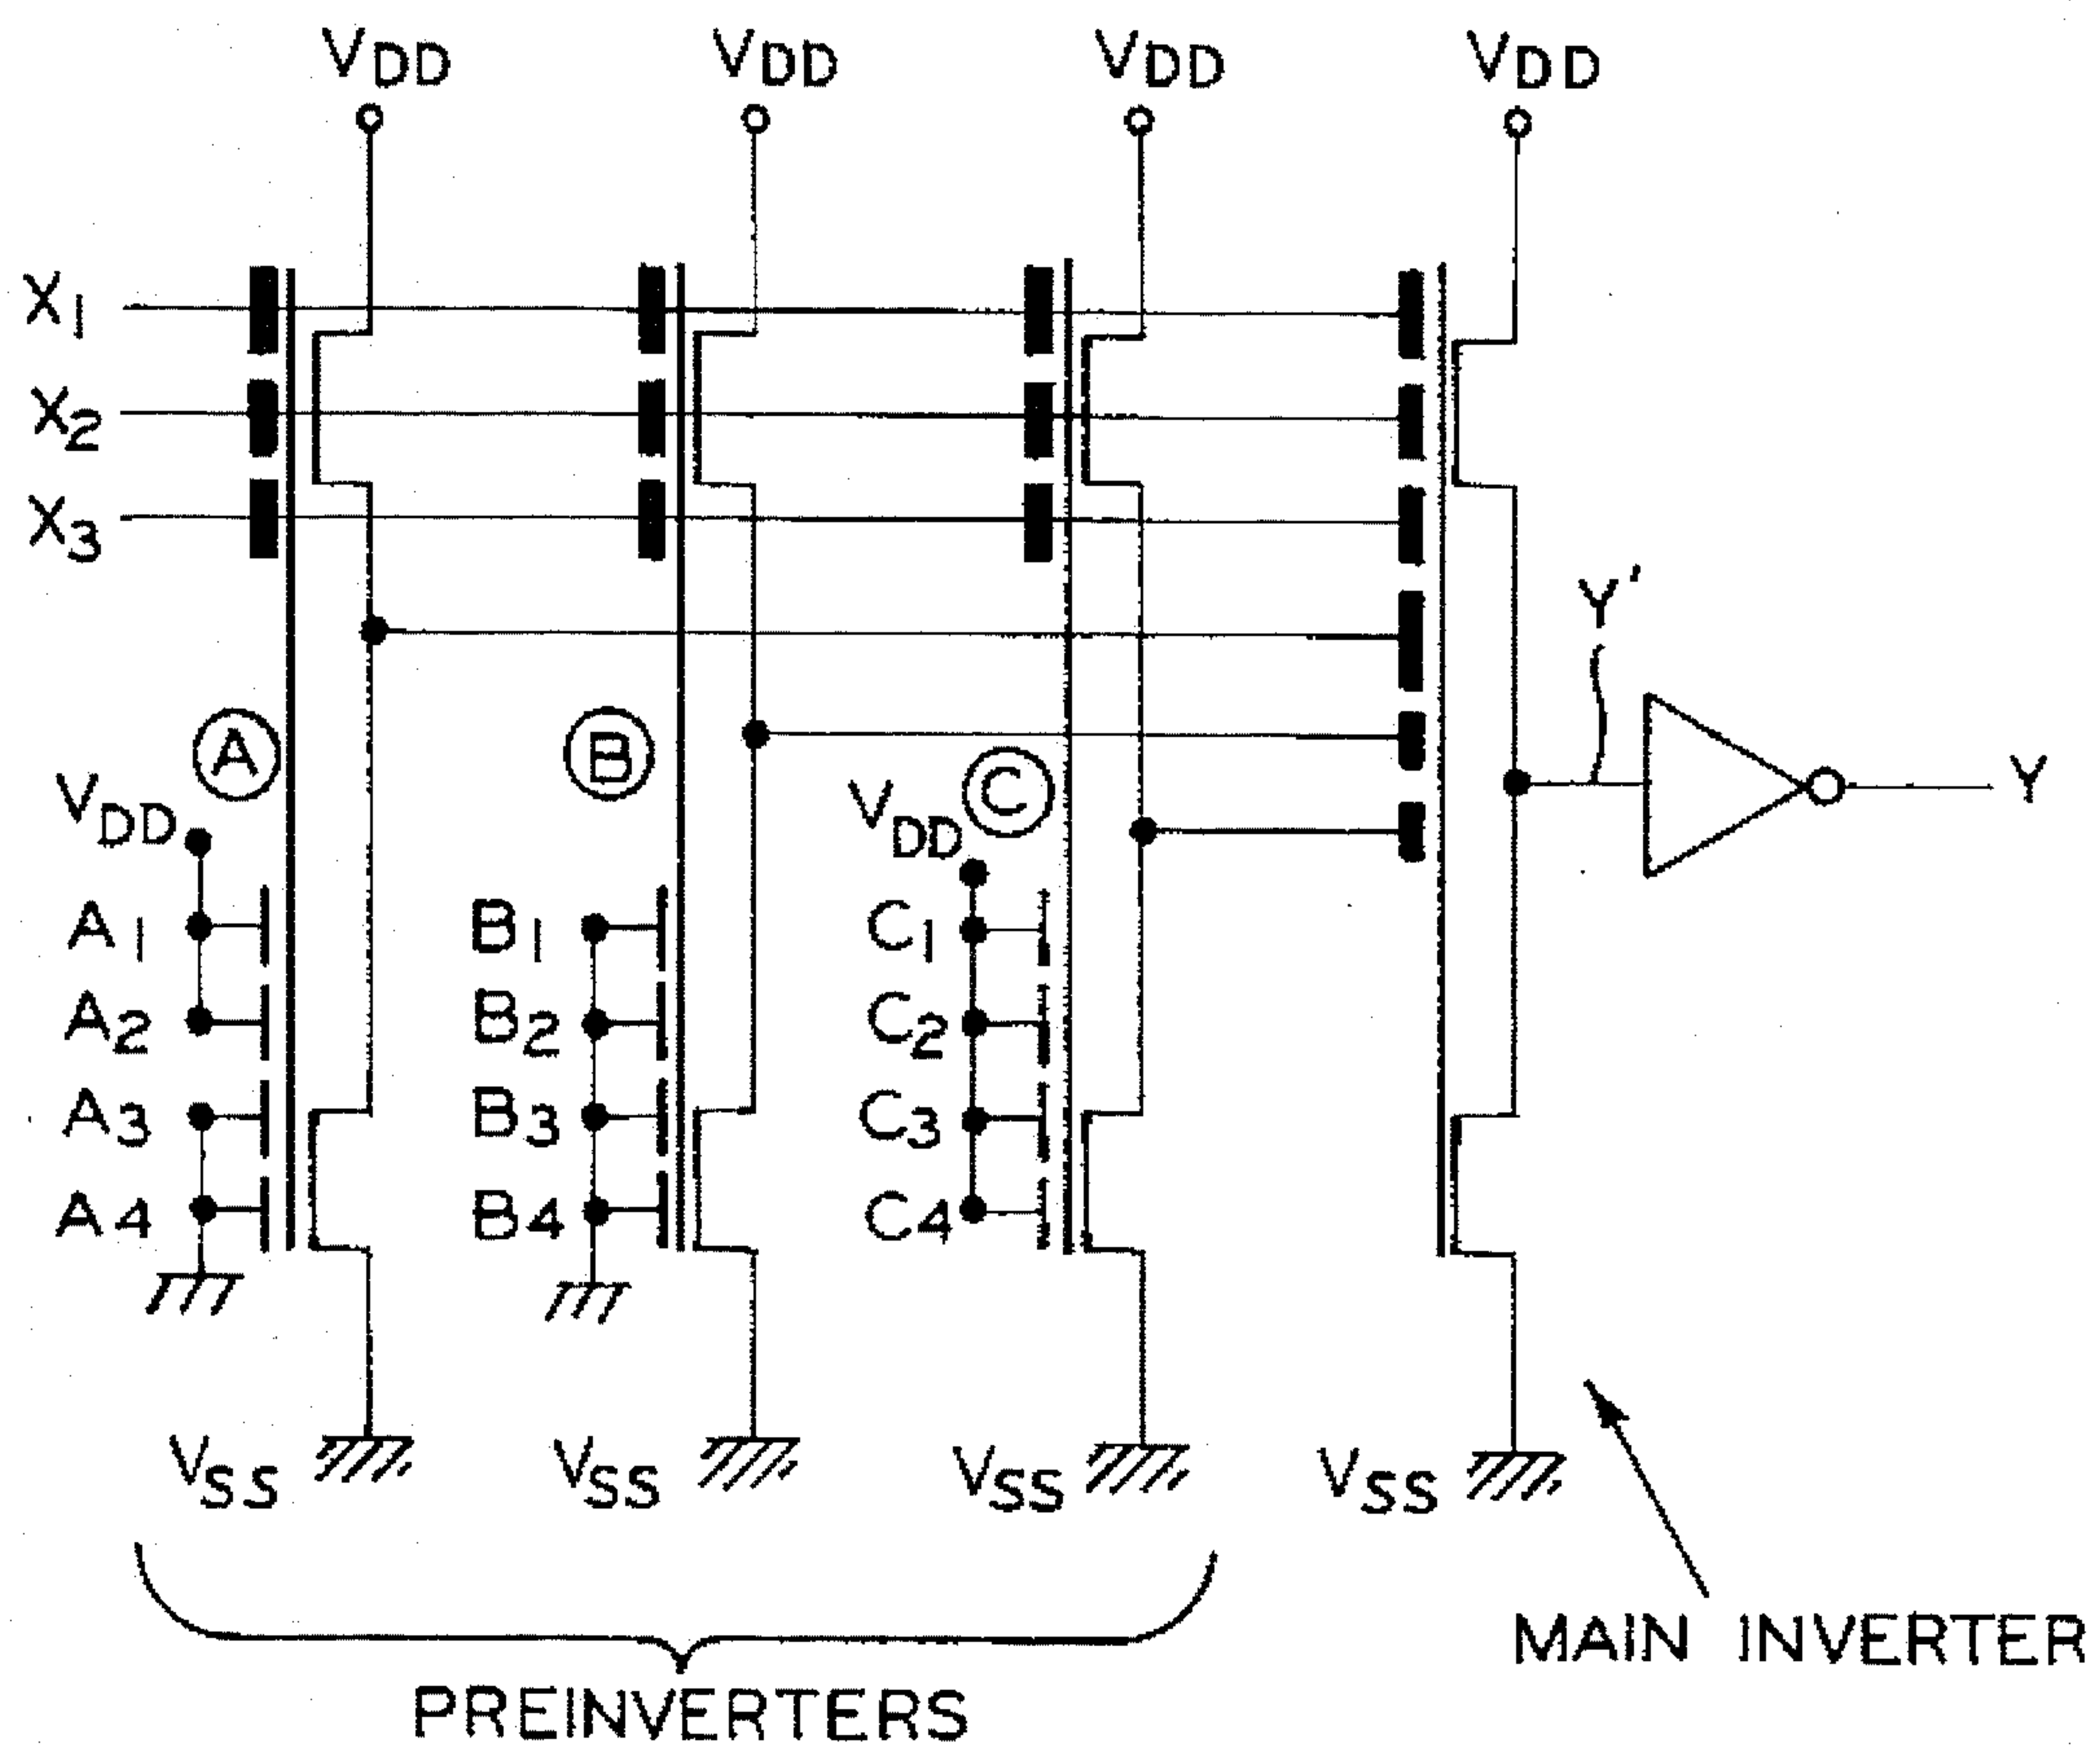 VDD VDD VDD VDD
X1
X2
X3
Y'
A B C
VDD VDD
Y
A1 B1 C1
A2 B2 C2
A3 B3 C3
A4 B4 C4
VSS VSS VSS VSS
MAIN INVERTER
PREINVERTERS